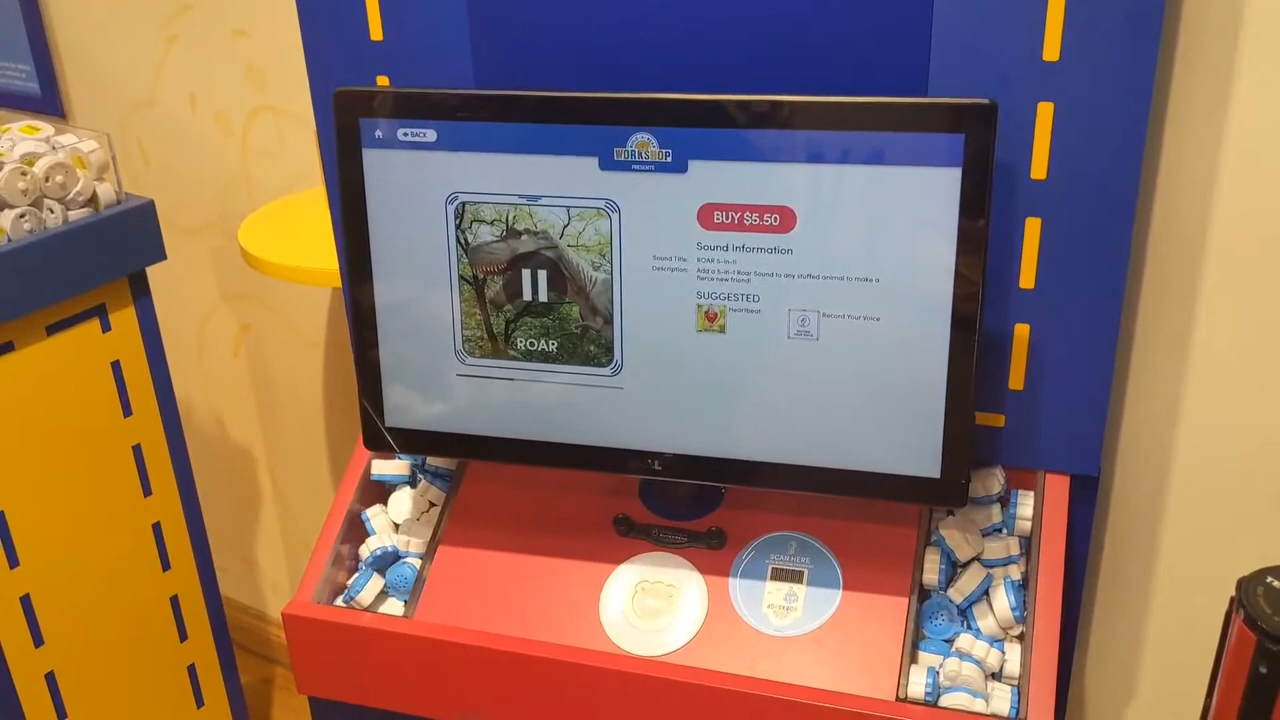 BACK
WORKSHOP
PRESENTS
BUY $5.50
Sound Information
Sound Title: ROAR 5-in-1!
Description: Add a 5-in-1 Roar Sound to any stuffed animal to make a
fierce new friend!
SUGGESTED
Heartbeat
Record Your Voice
ROAR
SCAN HERE
WORKSHOP